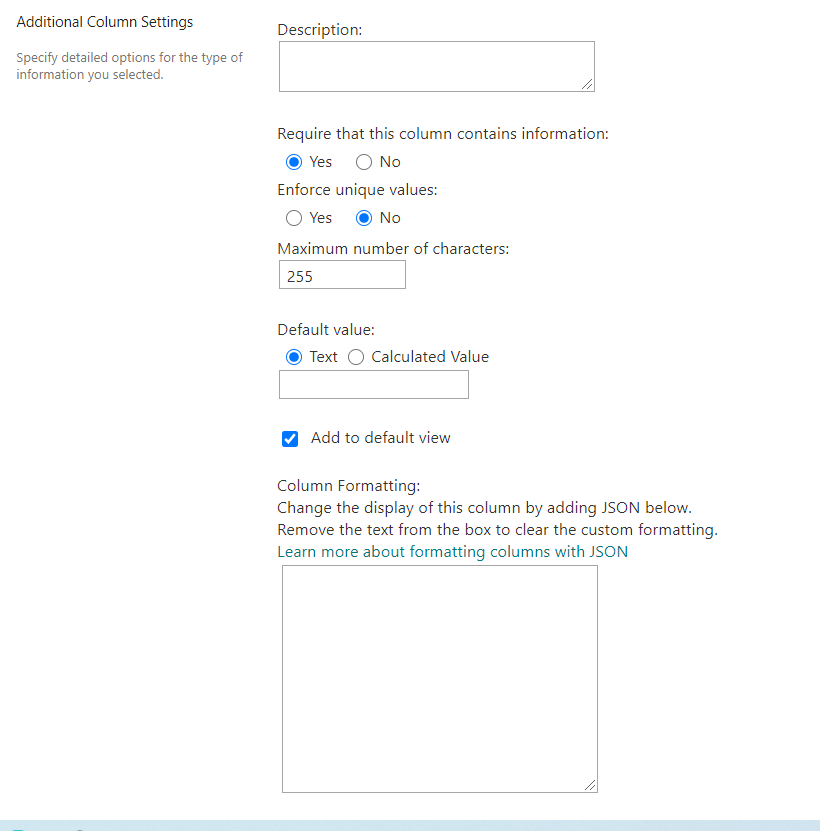 Additional Column Settings
Specify detailed options for the type of
information you selected.
Description:
Require that this column contains information:
Yes No
Enforce unique values:
Yes No
Maximum number of characters:
255
Default value:
Text Calculated Value
Add to default view
Column Formatting:
Change the display of this column by adding JSON below.
Remove the text from the box to clear the custom formatting.
Learn more about formatting columns with JSON